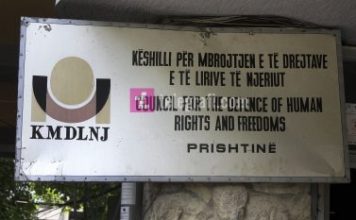 KËSHILLI PËR MBROJTJEN E TË DREJTAVE
E TË LIRIVE TË NJERIUT
COUNCIL FOR THE DEFENCE OF HUMAN
RIGHTS AND FREEDOMS
PRISHTINË
KMDLNJ